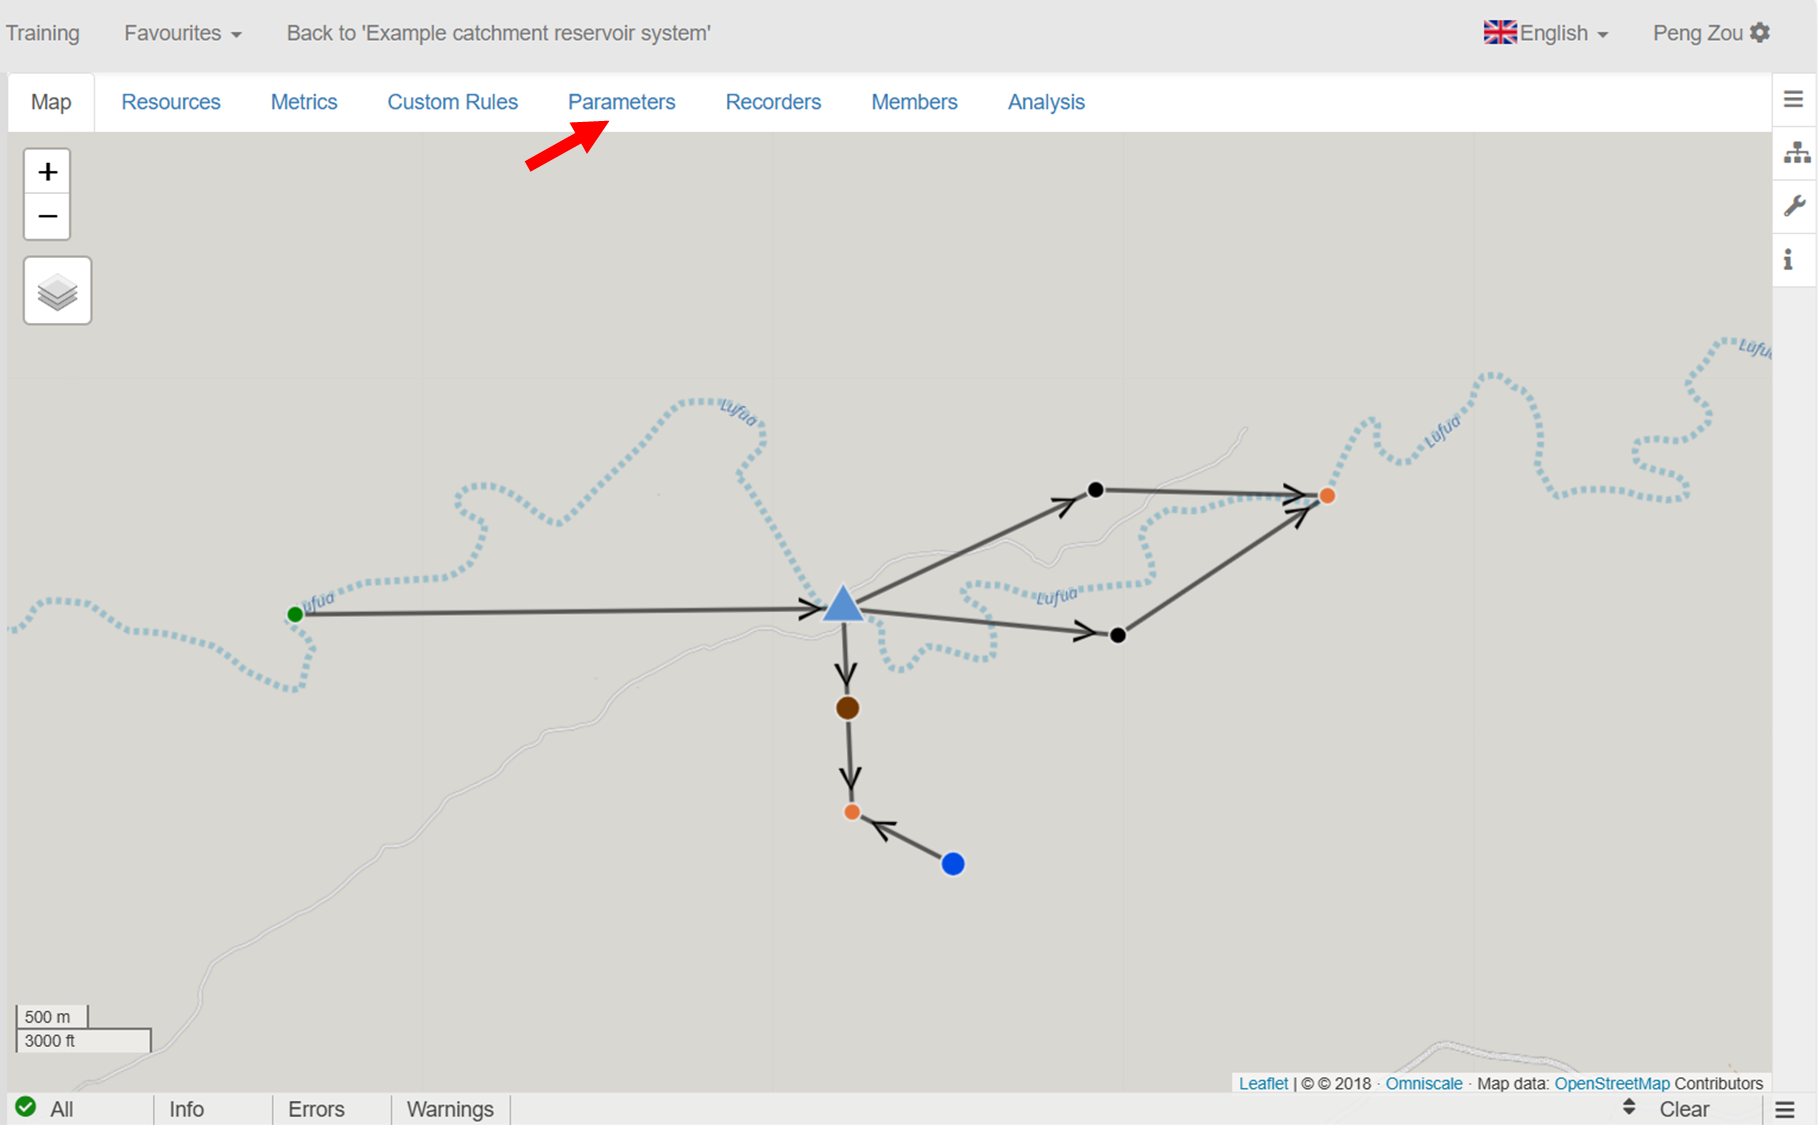 Training Favourites Back to 'Example catchment reservoir system' English Peng Zou
Map Resources Metrics Custom Rules Parameters Recorders Members Analysis
+
−
Lufua
Lufua
Lufua
Lufua
500 m
3000 ft
Leaflet | © © 2018 · Omniscale · Map data: OpenStreetMap Contributors
All Info Errors Warnings Clear